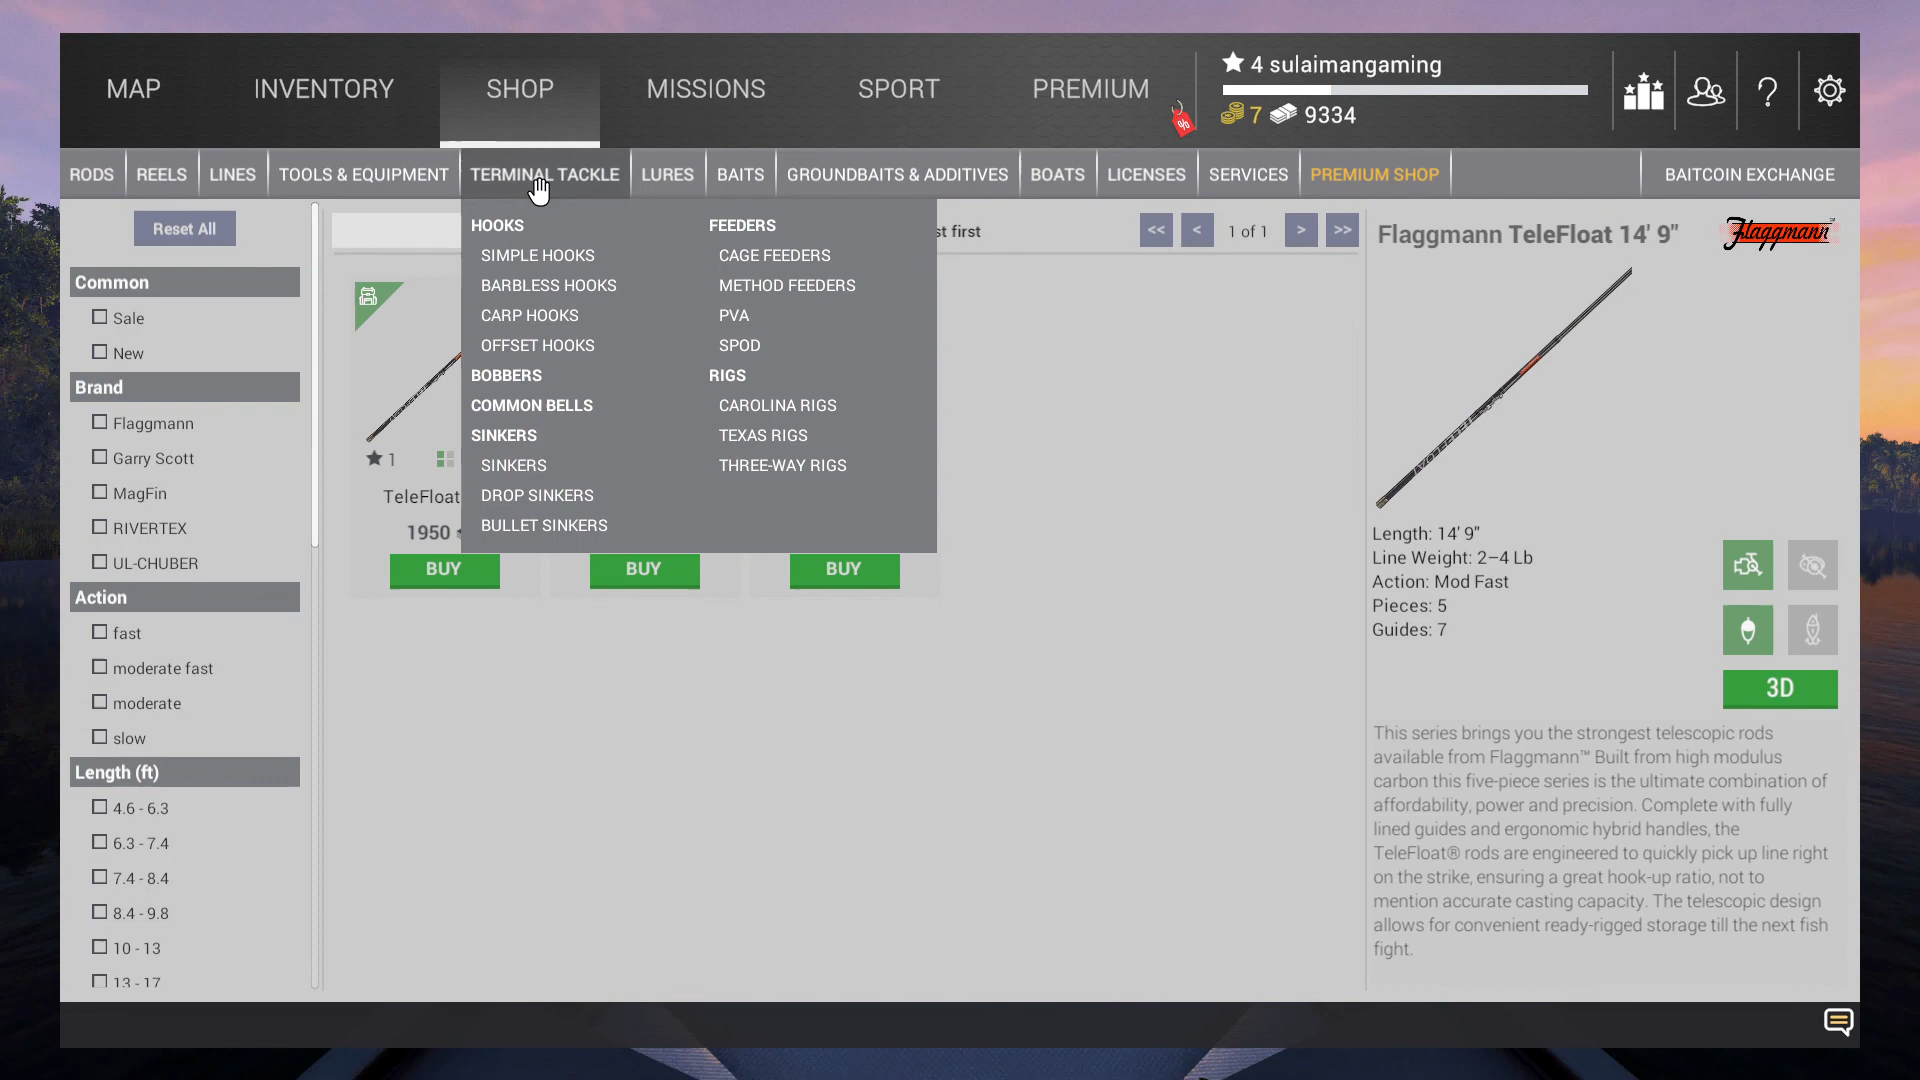 MAP
INVENTORY
SHOP
MISSIONS
SPORT
PREMIUM
%
4 sulaimangaming
7 9334
?
RODS
REELS
LINES
TOOLS & EQUIPMENT
TERMINAL TACKLE
LURES
BAITS
GROUNDBAITS & ADDITIVES
BOATS
LICENSES
SERVICES
PREMIUM SHOP
BAITCOIN EXCHANGE
Reset All
Common
Sale
New
Brand
Flaggmann
Garry Scott
MagFin
RIVERTEX
UL-CHUBER
Action
fast
moderate fast
moderate
slow
Length (ft)
4.6 - 6.3
6.3 - 7.4
7.4 - 8.4
8.4 - 9.8
10 - 13
13 - 17
HOOKS
SIMPLE HOOKS
BARBLESS HOOKS
CARP HOOKS
OFFSET HOOKS
BOBBERS
COMMON BELLS
SINKERS
SINKERS
DROP SINKERS
BULLET SINKERS
FEEDERS
CAGE FEEDERS
METHOD FEEDERS
PVA
SPOD
RIGS
CAROLINA RIGS
TEXAS RIGS
THREE-WAY RIGS
st first
<< < 1 of 1 > >>
1
TeleFloat
1950
BUY
BUY
BUY
Flaggmann TeleFloat 14' 9"
Flaggmann
Length: 14' 9"
Line Weight: 2–4 Lb
Action: Mod Fast
Pieces: 5
Guides: 7
3D
This series brings you the strongest telescopic rods
available from Flaggmann™ Built from high modulus
carbon this five-piece series is the ultimate combination of
affordability, power and precision. Complete with fully
lined guides and ergonomic hybrid handles, the
TeleFloat® rods are engineered to quickly pick up line right
on the strike, ensuring a great hook-up ratio, not to
mention accurate casting capacity. The telescopic design
allows for convenient ready-rigged storage till the next fish
fight.